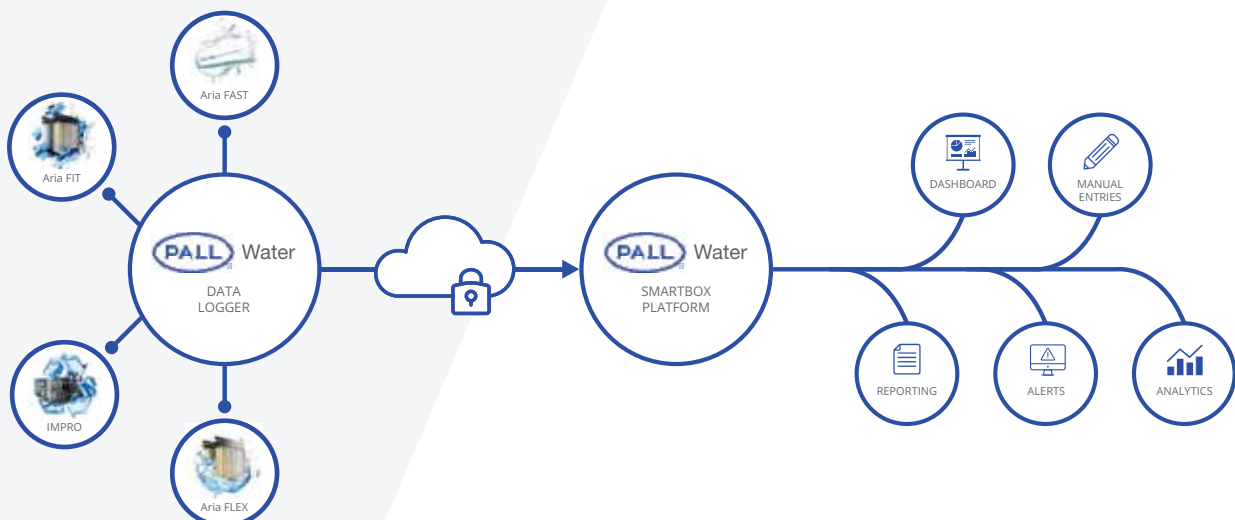 Aria FAST
Aria FIT
PALL Water
DATA
LOGGER
IMPRO
Aria FLEX
PALL Water
SMARTBOX
PLATFORM
DASHBOARD
MANUAL
ENTRIES
REPORTING
ALERTS
ANALYTICS